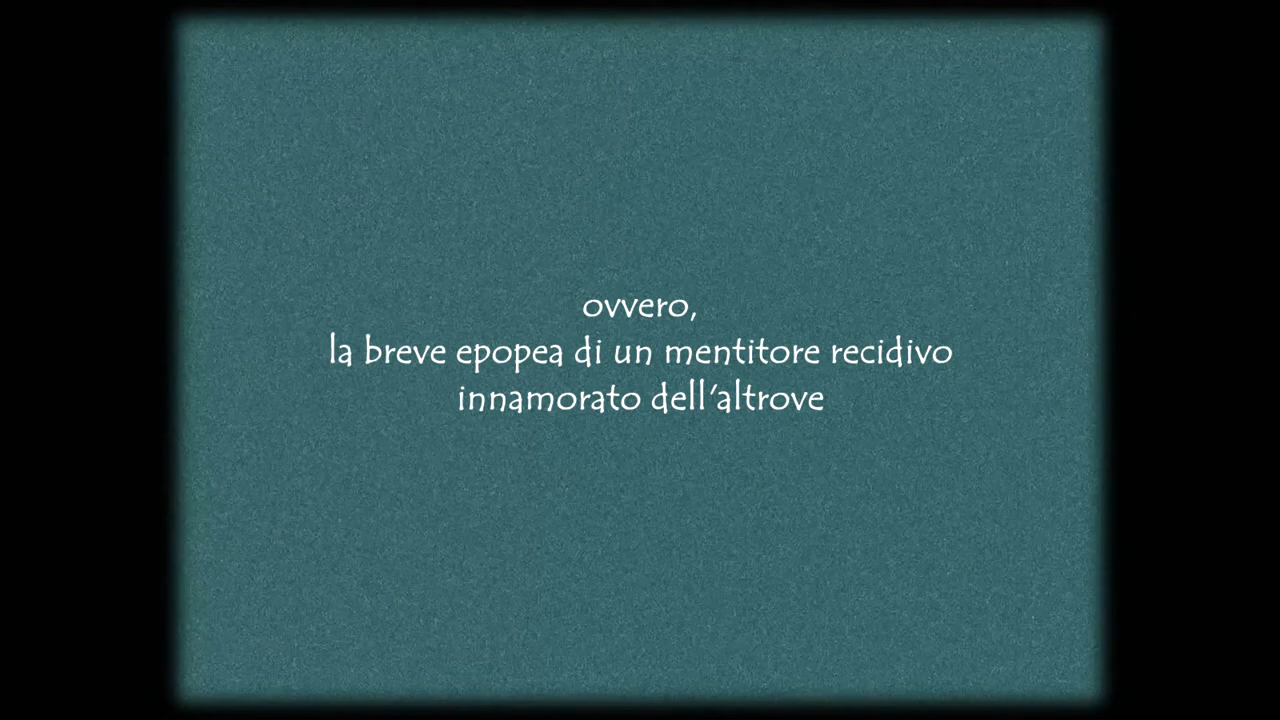 ovvero,
la breve epopea di un mentitore recidivo
innamorato dell'altrove